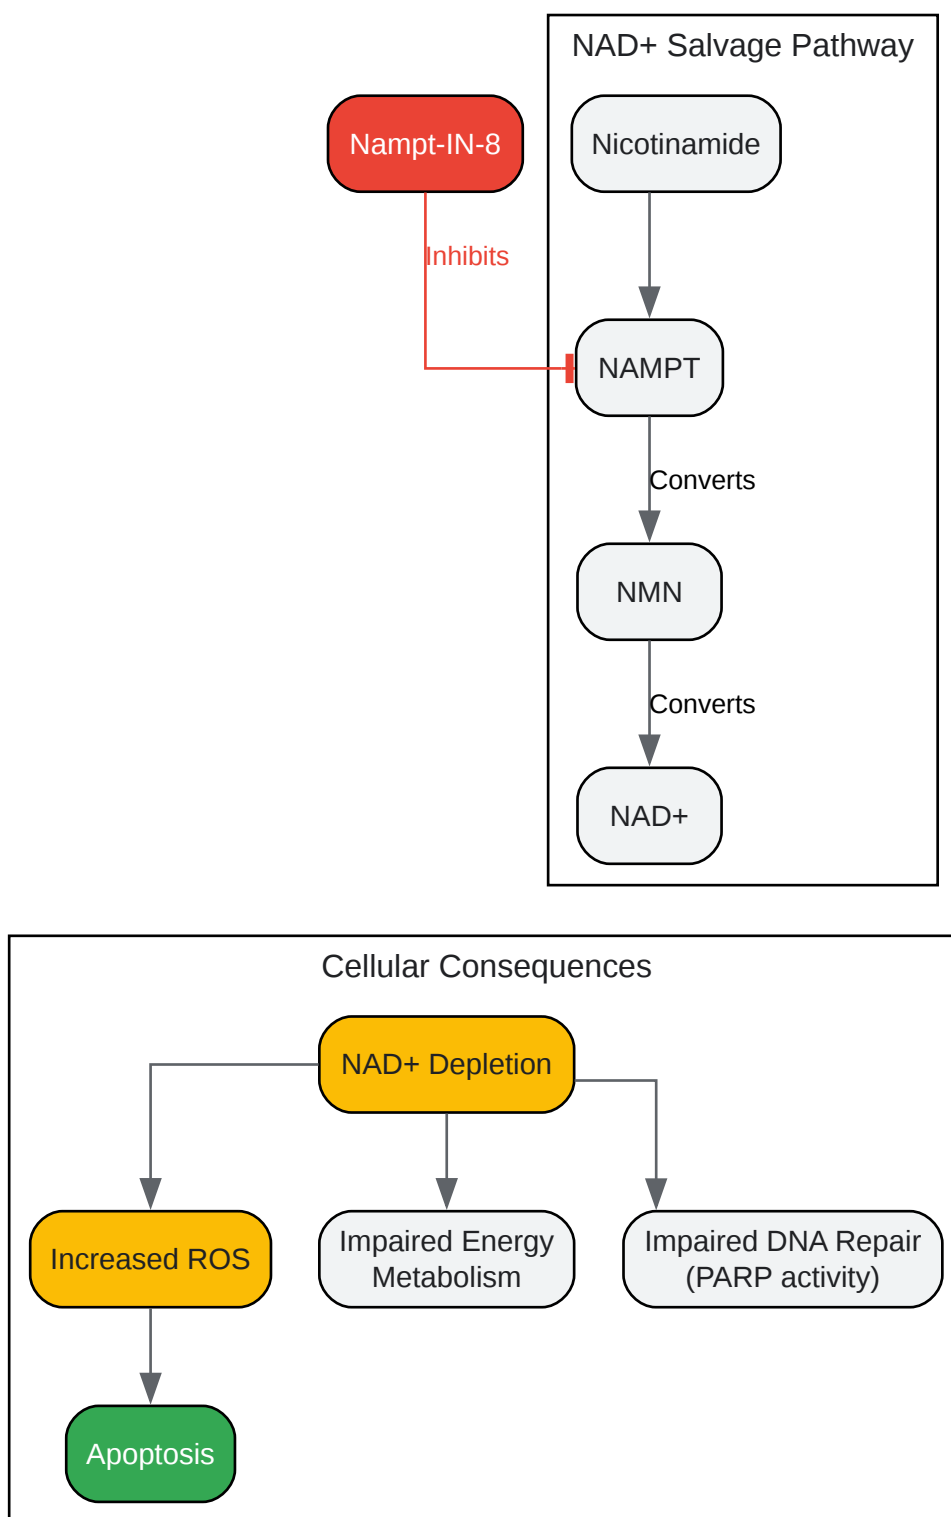 NAD+ Salvage Pathway
Nampt-IN-8
Nicotinamide
Inhibits
NAMPT
Converts
NMN
Converts
NAD+
Cellular Consequences
NAD+ Depletion
Increased ROS
Impaired Energy
Metabolism
Impaired DNA Repair
(PARP activity)
Apoptosis